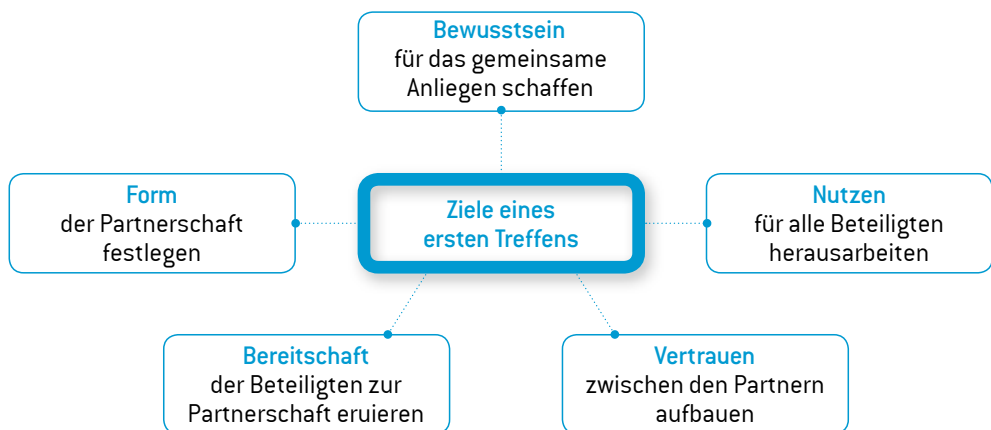 Bewusstsein
für das gemeinsame
Anliegen schaffen
Form
der Partnerschaft
festlegen
Ziele eines
ersten Treffens
Nutzen
für alle Beteiligten
herausarbeiten
Bereitschaft
der Beteiligten zur
Partnerschaft eruieren
Vertrauen
zwischen den Partnern
aufbauen